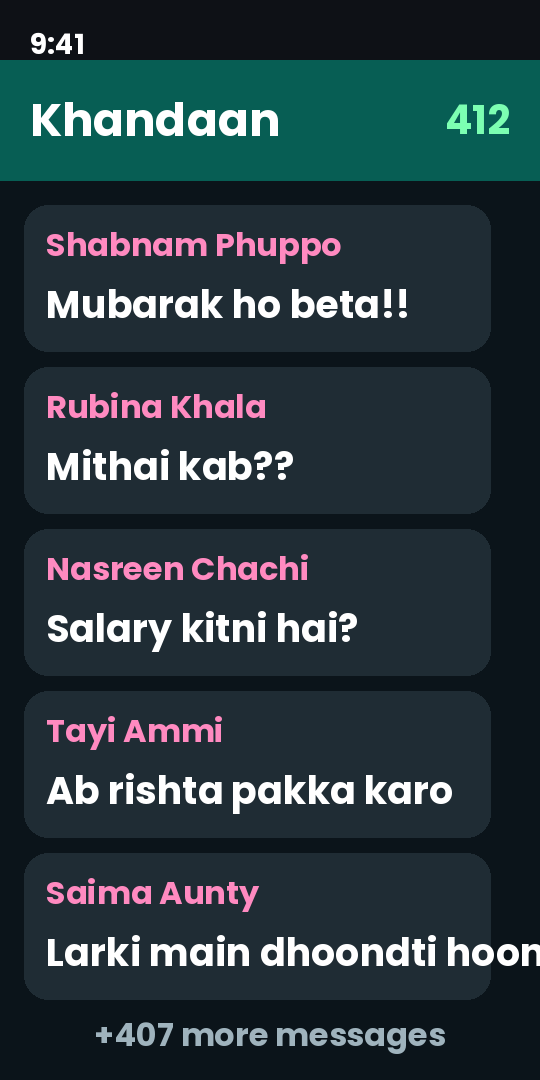 9:41
Khandaan 412
Shabnam Phuppo
Mubarak ho beta!!
Rubina Khala
Mithai kab??
Nasreen Chachi
Salary kitni hai?
Tayi Ammi
Ab rishta pakka karo
Saima Aunty
Larki main dhoondti hoon
+407 more messages